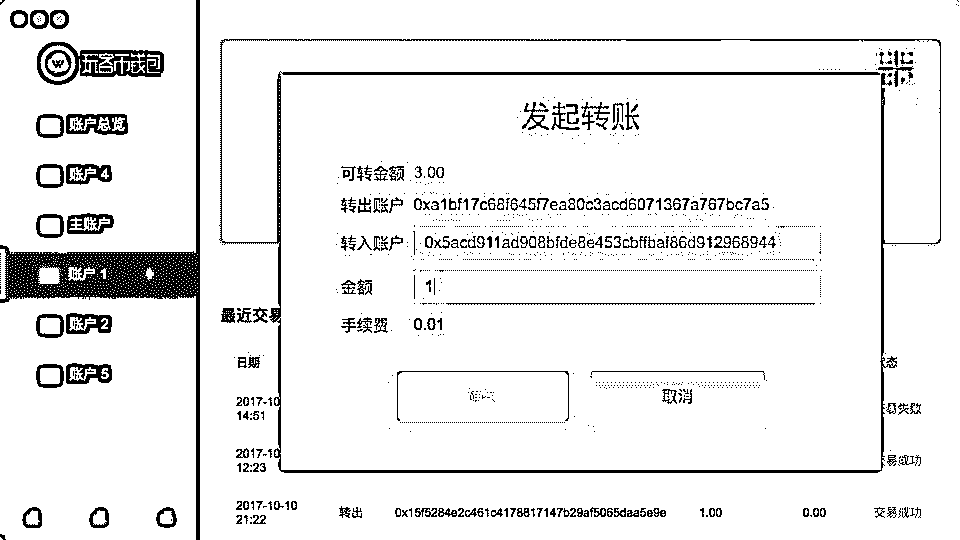 玩客币钱包
账户总览
账户 4
主账户
账户 1
账户 2
账户 5
发起转账
可转金额 3.00
转出账户 0xa1bf17c68f645f7ea80c3acd6071367a767bc7a5
转入账户 0x5acd911ad908bfde8e453cbffbaf86d912968944
金额 1
手续费 0.01
取消
最近交易
日期
2017-10
14:51
交易失败
2017-10
12:23
交易成功
2017-10-10
21:22
转出 0x15f5284e2c461c4178817147b29af5065daa5e9e 1.00 0.00 交易成功